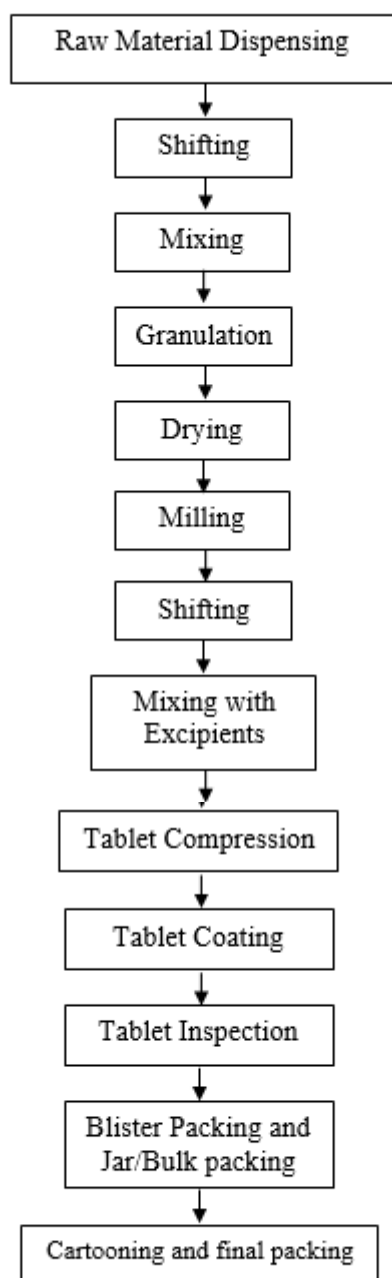 Raw Material Dispensing
Shifting
Mixing
Granulation
Drying
Milling
Shifting
Mixing with
Excipients
Tablet Compression
Tablet Coating
Tablet Inspection
Blister Packing and
Jar/Bulk packing
Cartooning and final packing